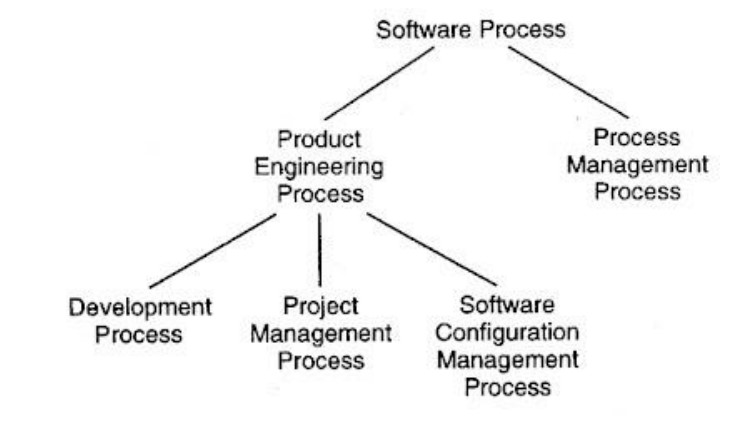 Software Process
Product
Engineering
Process
Process
Management
Process
Development
Process
Project
Management
Process
Software
Configuration
Management
Process